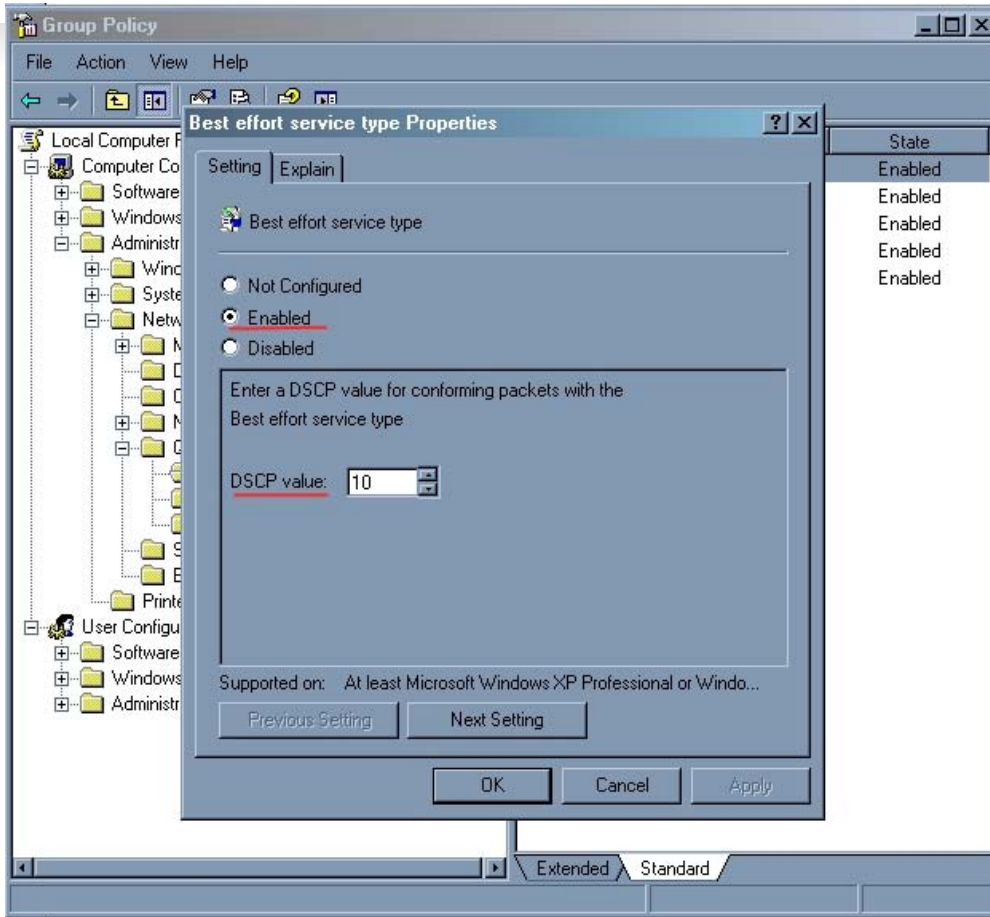 Group Policy
File Action View Help
Best effort service type Properties
Local Computer
State
Computer Co
Setting Explain
Enabled
Software
Enabled
Windows
Best effort service type
Enabled
Administr
Enabled
Wind
Not Configured
Enabled
Syste
Enabled
Netw
Disabled
Enter a DSCP value for conforming packets with the
Best effort service type
DSCP value: 10
Printe
User Configu
Software
Windows
Supported on: At least Microsoft Windows XP Professional or Windo...
Administr
Previous Setting Next Setting
OK Cancel Apply
Extended Standard